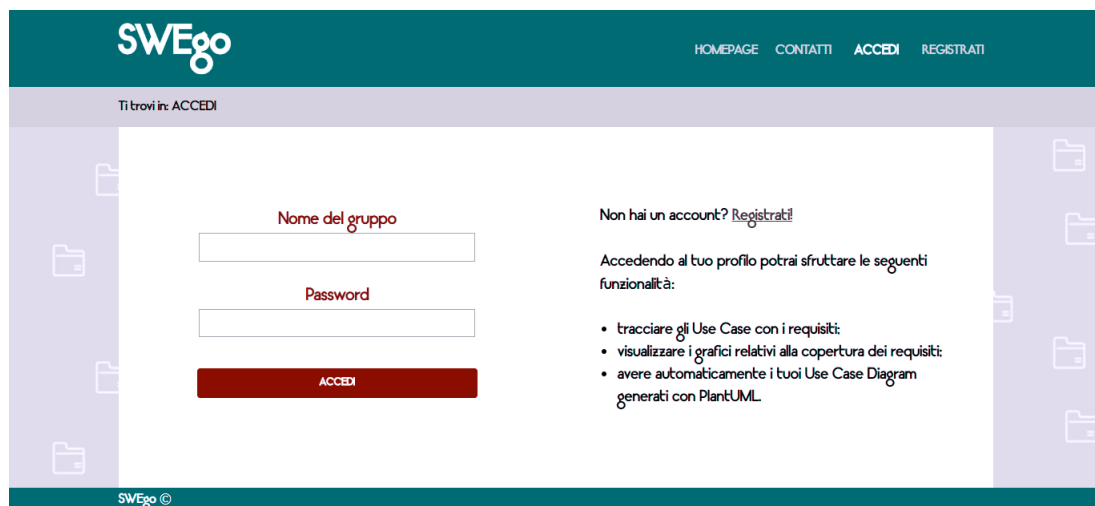 SWEgo
HOMEPAGE CONTATTI ACCEDI REGISTRATI
Ti trovi in: ACCEDI
Nome del gruppo
Password
ACCEDI
Non hai un account? Registrati!
Accedendo al tuo profilo potrai sfruttare le seguenti
funzionalità:
• tracciare gli Use Case con i requisiti;
• visualizzare i grafici relativi alla copertura dei requisiti;
• avere automaticamente i tuoi Use Case Diagram
generati con PlantUML.
SWEgo ©